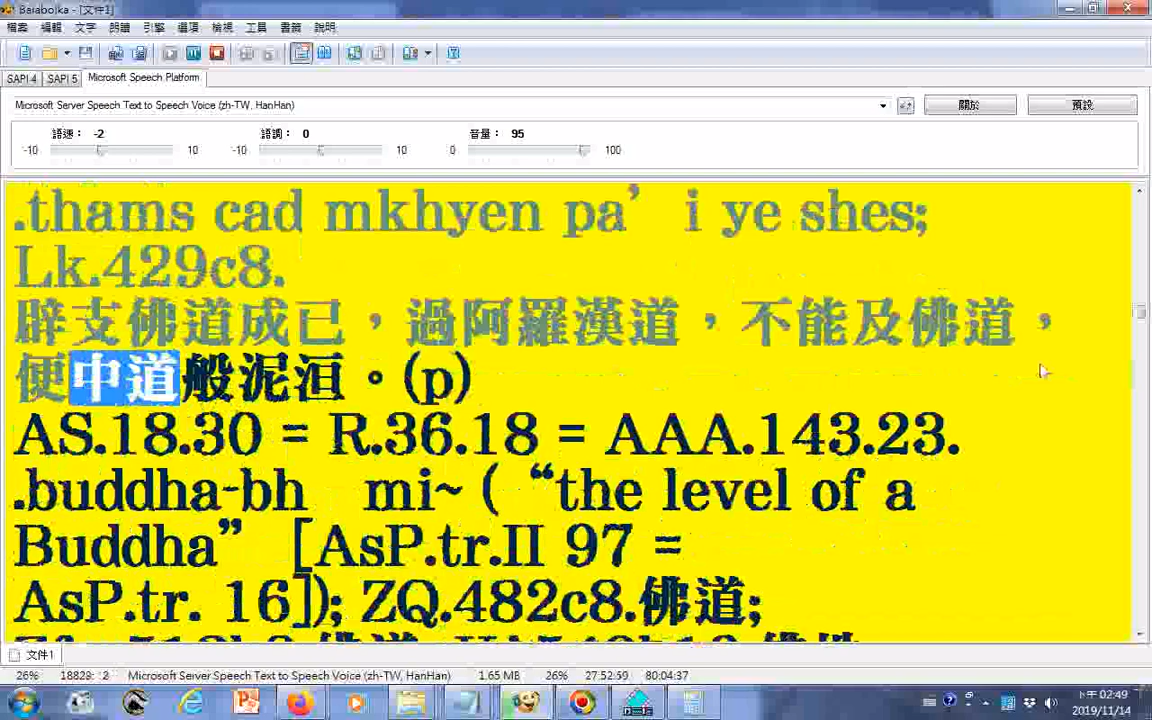 Balabolka - [文件1]
檔案 編輯 文字 朗讀 引擎 選項 檢視 工具 書籤 說明
SAPI 4 SAPI 5 Microsoft Speech Platform
Microsoft Server Speech Text to Speech Voice (zh-TW, HanHan)
關於 預設
語速： -2 語調： 0 音量： 95
-10 10 -10 10 0 100
.thams cad mkhyen pa’i ye shes;
Lk.429c8.
辟支佛道成已，過阿羅漢道，不能及佛道，
便中道般泥洹。(p)
AS.18.30 = R.36.18 = AAA.143.23.
.buddha-bh mi~ (“the level of a
Buddha” [AsP.tr.II 97 =
AsP.tr. 16]); ZQ.482c8.佛道;
文件1
26% 18829: 2 Microsoft Server Speech Text to Speech Voice (zh-TW, HanHan) 1.65 MB 26% 27:52:59 80:04:37
下午 02:49
2019/11/14